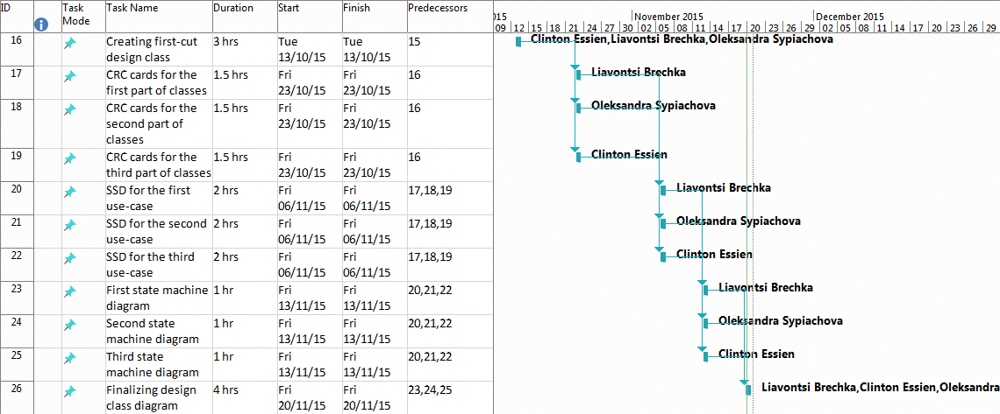 ID Task Mode Task Name Duration Start Finish Predecessors
015 November 2015 December 2015
09 12 15 18 21 24 27 30 02 05 08 11 14 17 20 23 26 29 02 05 08 11 14 17 20 23 26 29
16 Creating first-cut design class 3 hrs Tue 13/10/15 Tue 13/10/15 15 Clinton Essien,Liavontsi Brechka,Oleksandra Sypiachova
17 CRC cards for the first part of classes 1.5 hrs Fri 23/10/15 Fri 23/10/15 16 Liavontsi Brechka
18 CRC cards for the second part of classes 1.5 hrs Fri 23/10/15 Fri 23/10/15 16 Oleksandra Sypiachova
19 CRC cards for the third part of classes 1.5 hrs Fri 23/10/15 Fri 23/10/15 16 Clinton Essien
20 SSD for the first use-case 2 hrs Fri 06/11/15 Fri 06/11/15 17,18,19 Liavontsi Brechka
21 SSD for the second use-case 2 hrs Fri 06/11/15 Fri 06/11/15 17,18,19 Oleksandra Sypiachova
22 SSD for the third use-case 2 hrs Fri 06/11/15 Fri 06/11/15 17,18,19 Clinton Essien
23 First state machine diagram 1 hr Fri 13/11/15 Fri 13/11/15 20,21,22 Liavontsi Brechka
24 Second state machine diagram 1 hr Fri 13/11/15 Fri 13/11/15 20,21,22 Oleksandra Sypiachova
25 Third state machine diagram 1 hr Fri 13/11/15 Fri 13/11/15 20,21,22 Clinton Essien
26 Finalizing design class diagram 4 hrs Fri 20/11/15 Fri 20/11/15 23,24,25 Liavontsi Brechka,Clinton Essien,Oleksandra